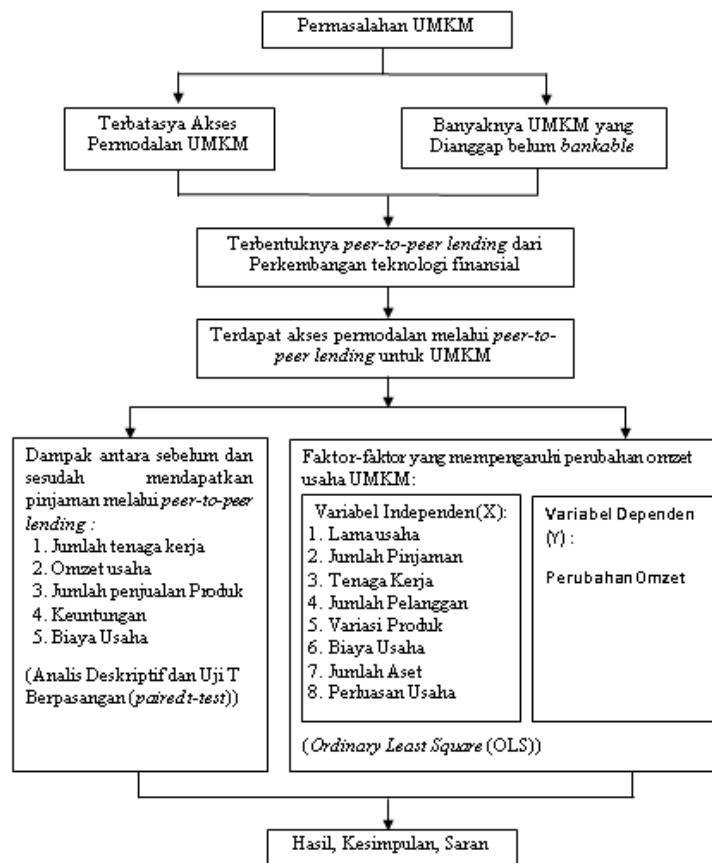 Permasalahan UMKM
Terbatasya Akses
Permodalan UMKM
Banyaknya UMKM yang
Dianggap belum bankable
Terbentuknya peer-to-peer lending dari
Perkembangan teknologi finansial
Terdapat akses permodalan melalui peer-to-
peer lending untuk UMKM
Dampak antara sebelum dan
sesudah mendapatkan
pinjaman melalui peer-to-peer
lending :
1. Jumlah tenaga kerja
2. Omzet usaha
3. Jumlah penjualan Produk
4. Keuntungan
5. Biaya Usaha
(Analis Deskriptif dan Uji T
Berpasangan (paired t-test))
Faktor-faktor yang mempengaruhi perubahan omzet
usaha UMKM:
Variabel Independen (X):
1. Lama usaha
2. Jumlah Pinjaman
3. Tenaga Kerja
4. Jumlah Pelanggan
5. Variasi Produk
6. Biaya Usaha
7. Jumlah Aset
8. Perluasan Usaha
Variabel Dependen
(Y) :
Perubahan Omzet
(Ordinary Least Square (OLS))
Hasil, Kesimpulan, Saran